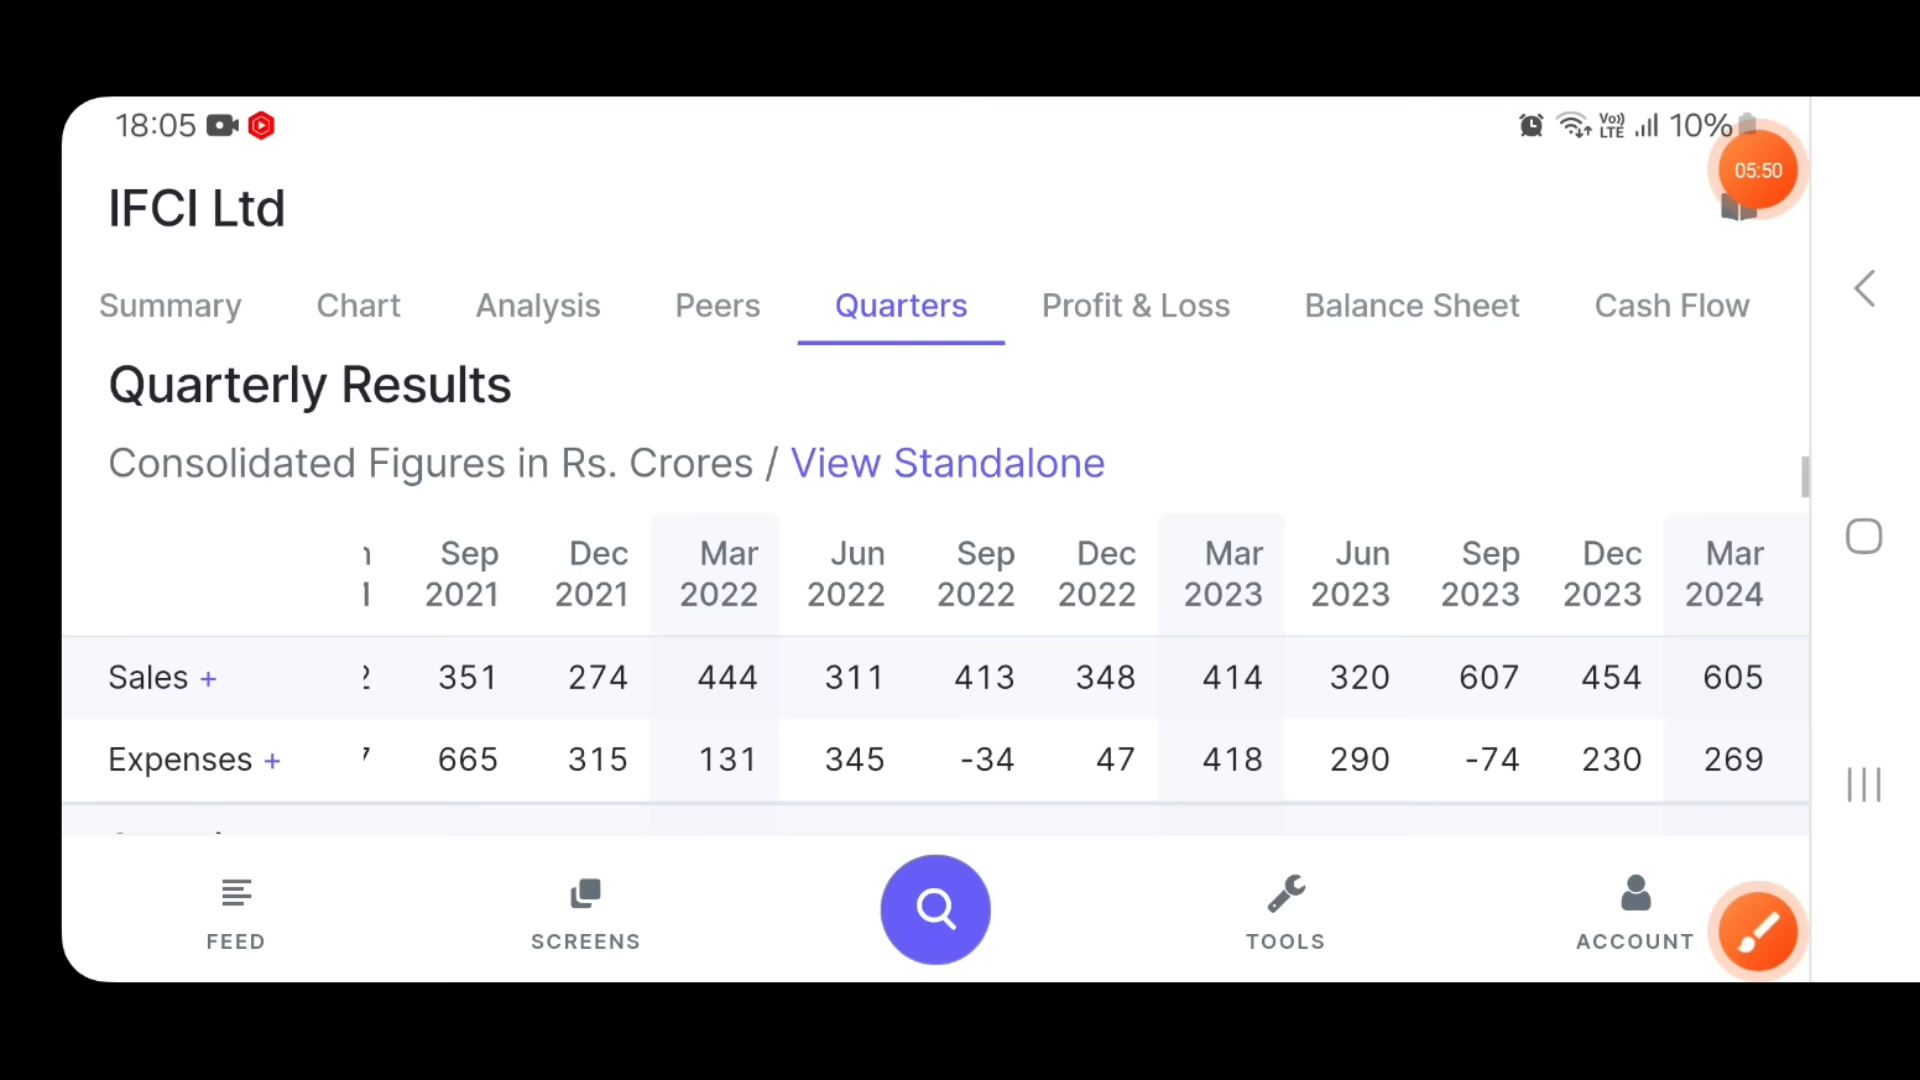 18:05 Vo)) LTE 10%
05:50
IFCI Ltd
Summary Chart Analysis Peers Quarters Profit & Loss Balance Sheet Cash Flow
Quarterly Results
Consolidated Figures in Rs. Crores / View Standalone
Sep Dec Mar Jun Sep Dec Mar Jun Sep Dec Mar
2021 2021 2022 2022 2022 2022 2023 2023 2023 2023 2024
Sales + 351 274 444 311 413 348 414 320 607 454 605
Expenses + 665 315 131 345 -34 47 418 290 -74 230 269
FEED SCREENS TOOLS ACCOUNT